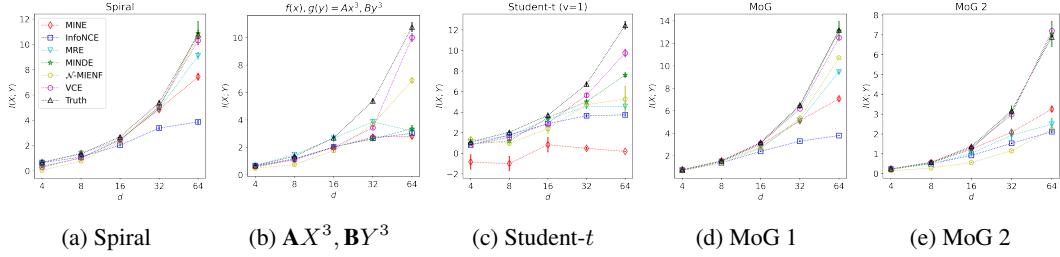 Spiral
I(X; Y)
12
10
8
6
4
2
0
MINE
InfoNCE
MRE
MINDE
𝒩-MIENF
VCE
Truth
4 8 16 32 64
d
(a) Spiral
f(x), g(y) = Ax³, By³
I(X; Y)
10
8
6
4
2
0
4 8 16 32 64
d
(b) AX³, BY³
Student-t (v=1)
I(X; Y)
12
10
8
6
4
2
0
−2
4 8 16 32 64
d
(c) Student-t
MoG
I(X; Y)
14
12
10
8
6
4
2
0
4 8 16 32 64
d
(d) MoG 1
MoG 2
I(X; Y)
8
7
6
5
4
3
2
1
0
4 8 16 32 64
d
(e) MoG 2